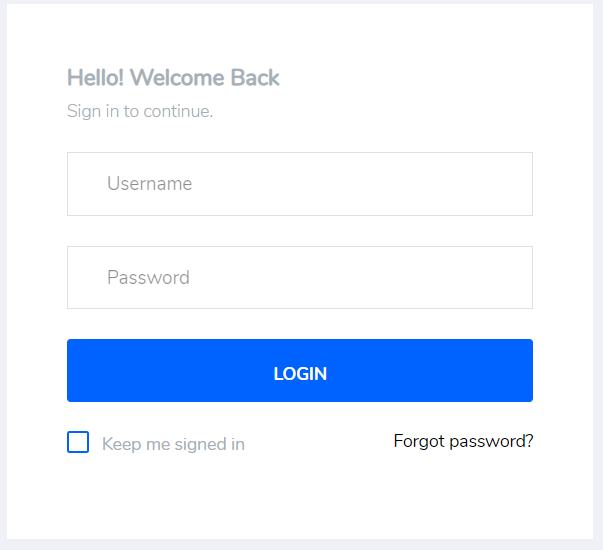 Hello! Welcome Back
Sign in to continue.
Username
Password
LOGIN
Keep me signed in
Forgot password?